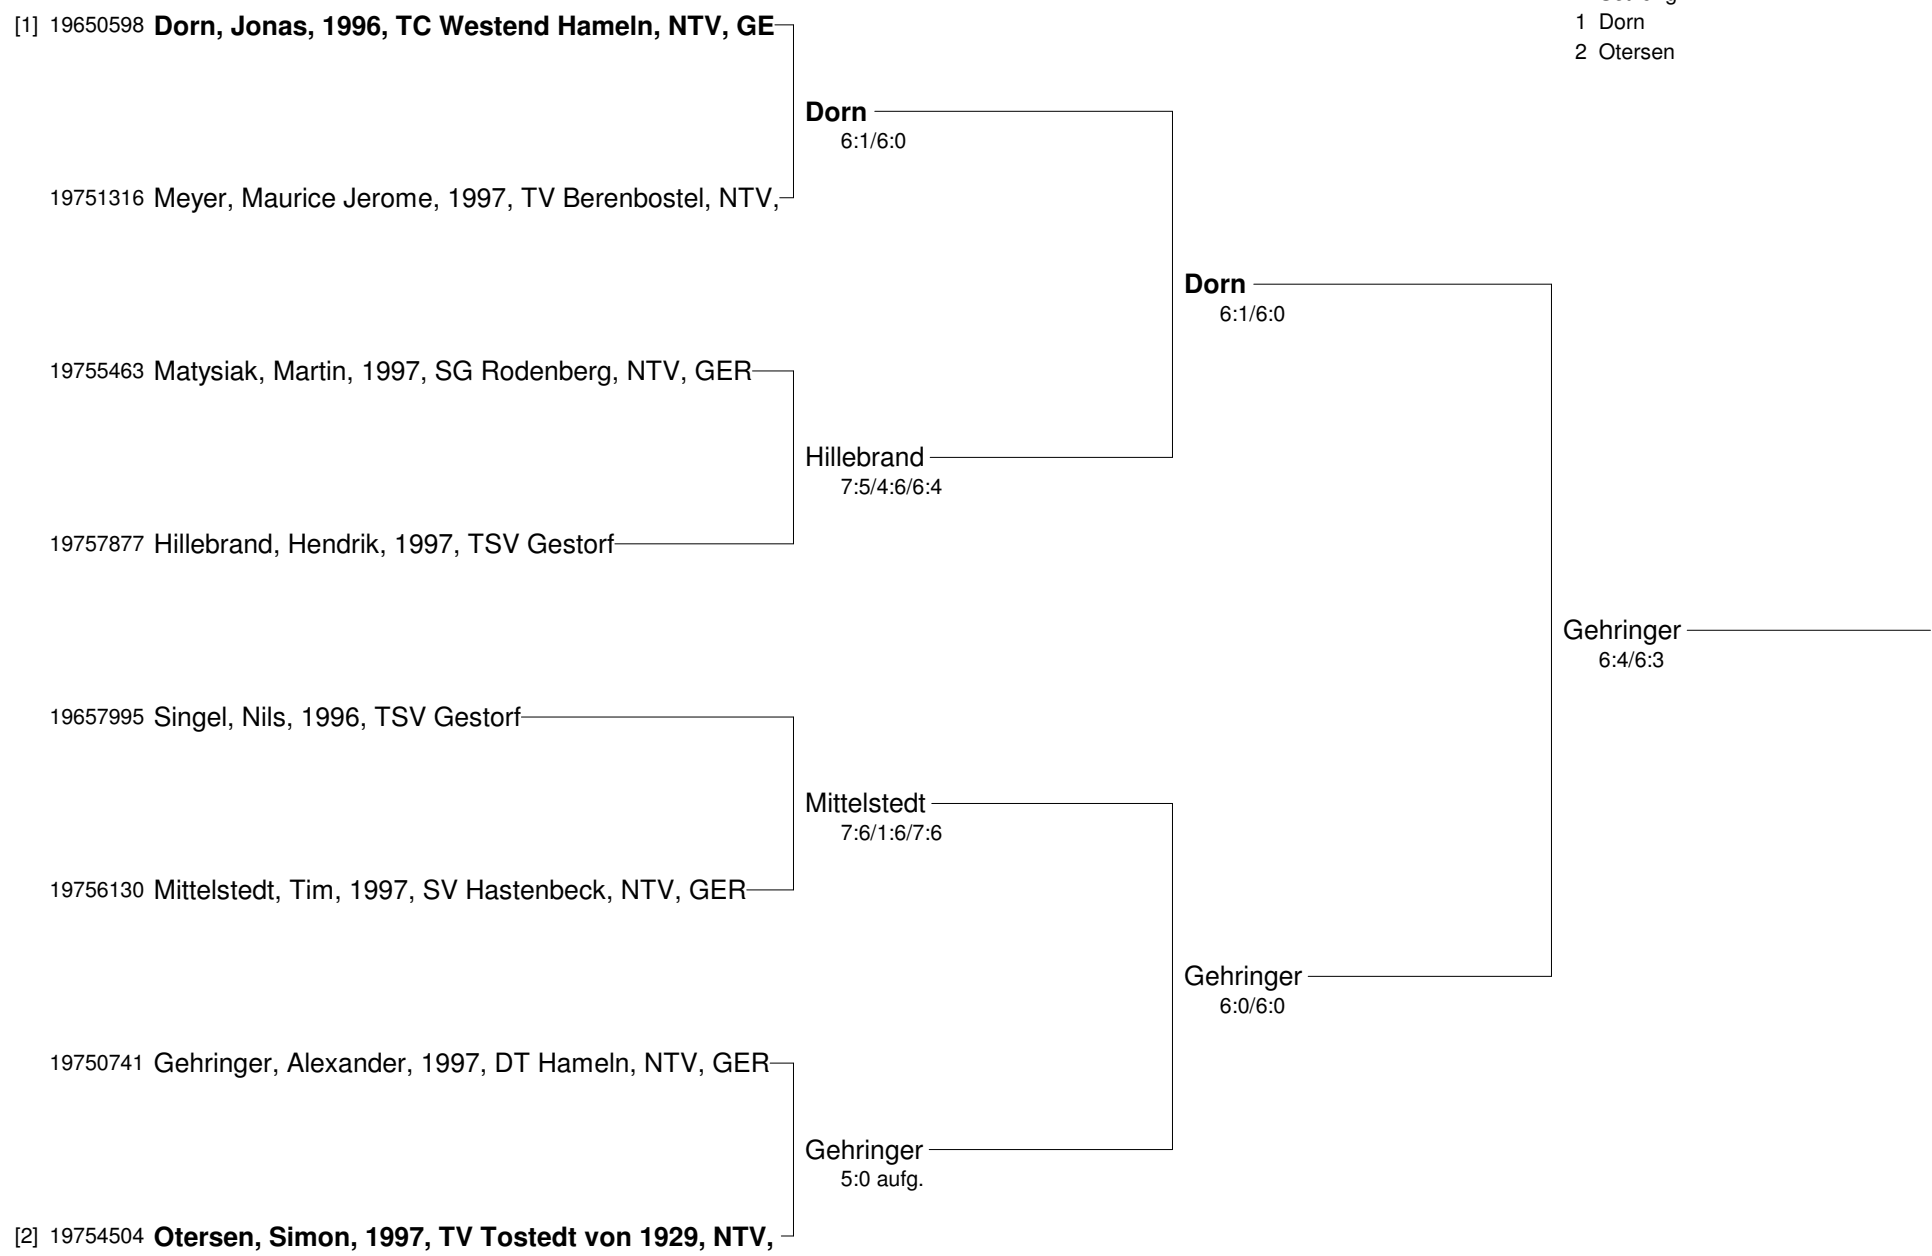 [1] 19650598 Dorn, Jonas, 1996, TC Westend Hameln, NTV, GE
1 Dorn
2 Otersen
Dorn
6:1/6:0
19751316 Meyer, Maurice Jerome, 1997, TV Berenbostel, NTV,
Dorn
6:1/6:0
19755463 Matysiak, Martin, 1997, SG Rodenberg, NTV, GER
Hillebrand
7:5/4:6/6:4
19757877 Hillebrand, Hendrik, 1997, TSV Gestorf
Gehringer
6:4/6:3
19657995 Singel, Nils, 1996, TSV Gestorf
Mittelstedt
7:6/1:6/7:6
19756130 Mittelstedt, Tim, 1997, SV Hastenbeck, NTV, GER
Gehringer
6:0/6:0
19750741 Gehringer, Alexander, 1997, DT Hameln, NTV, GER
Gehringer
5:0 aufg.
[2] 19754504 Otersen, Simon, 1997, TV Tostedt von 1929, NTV,